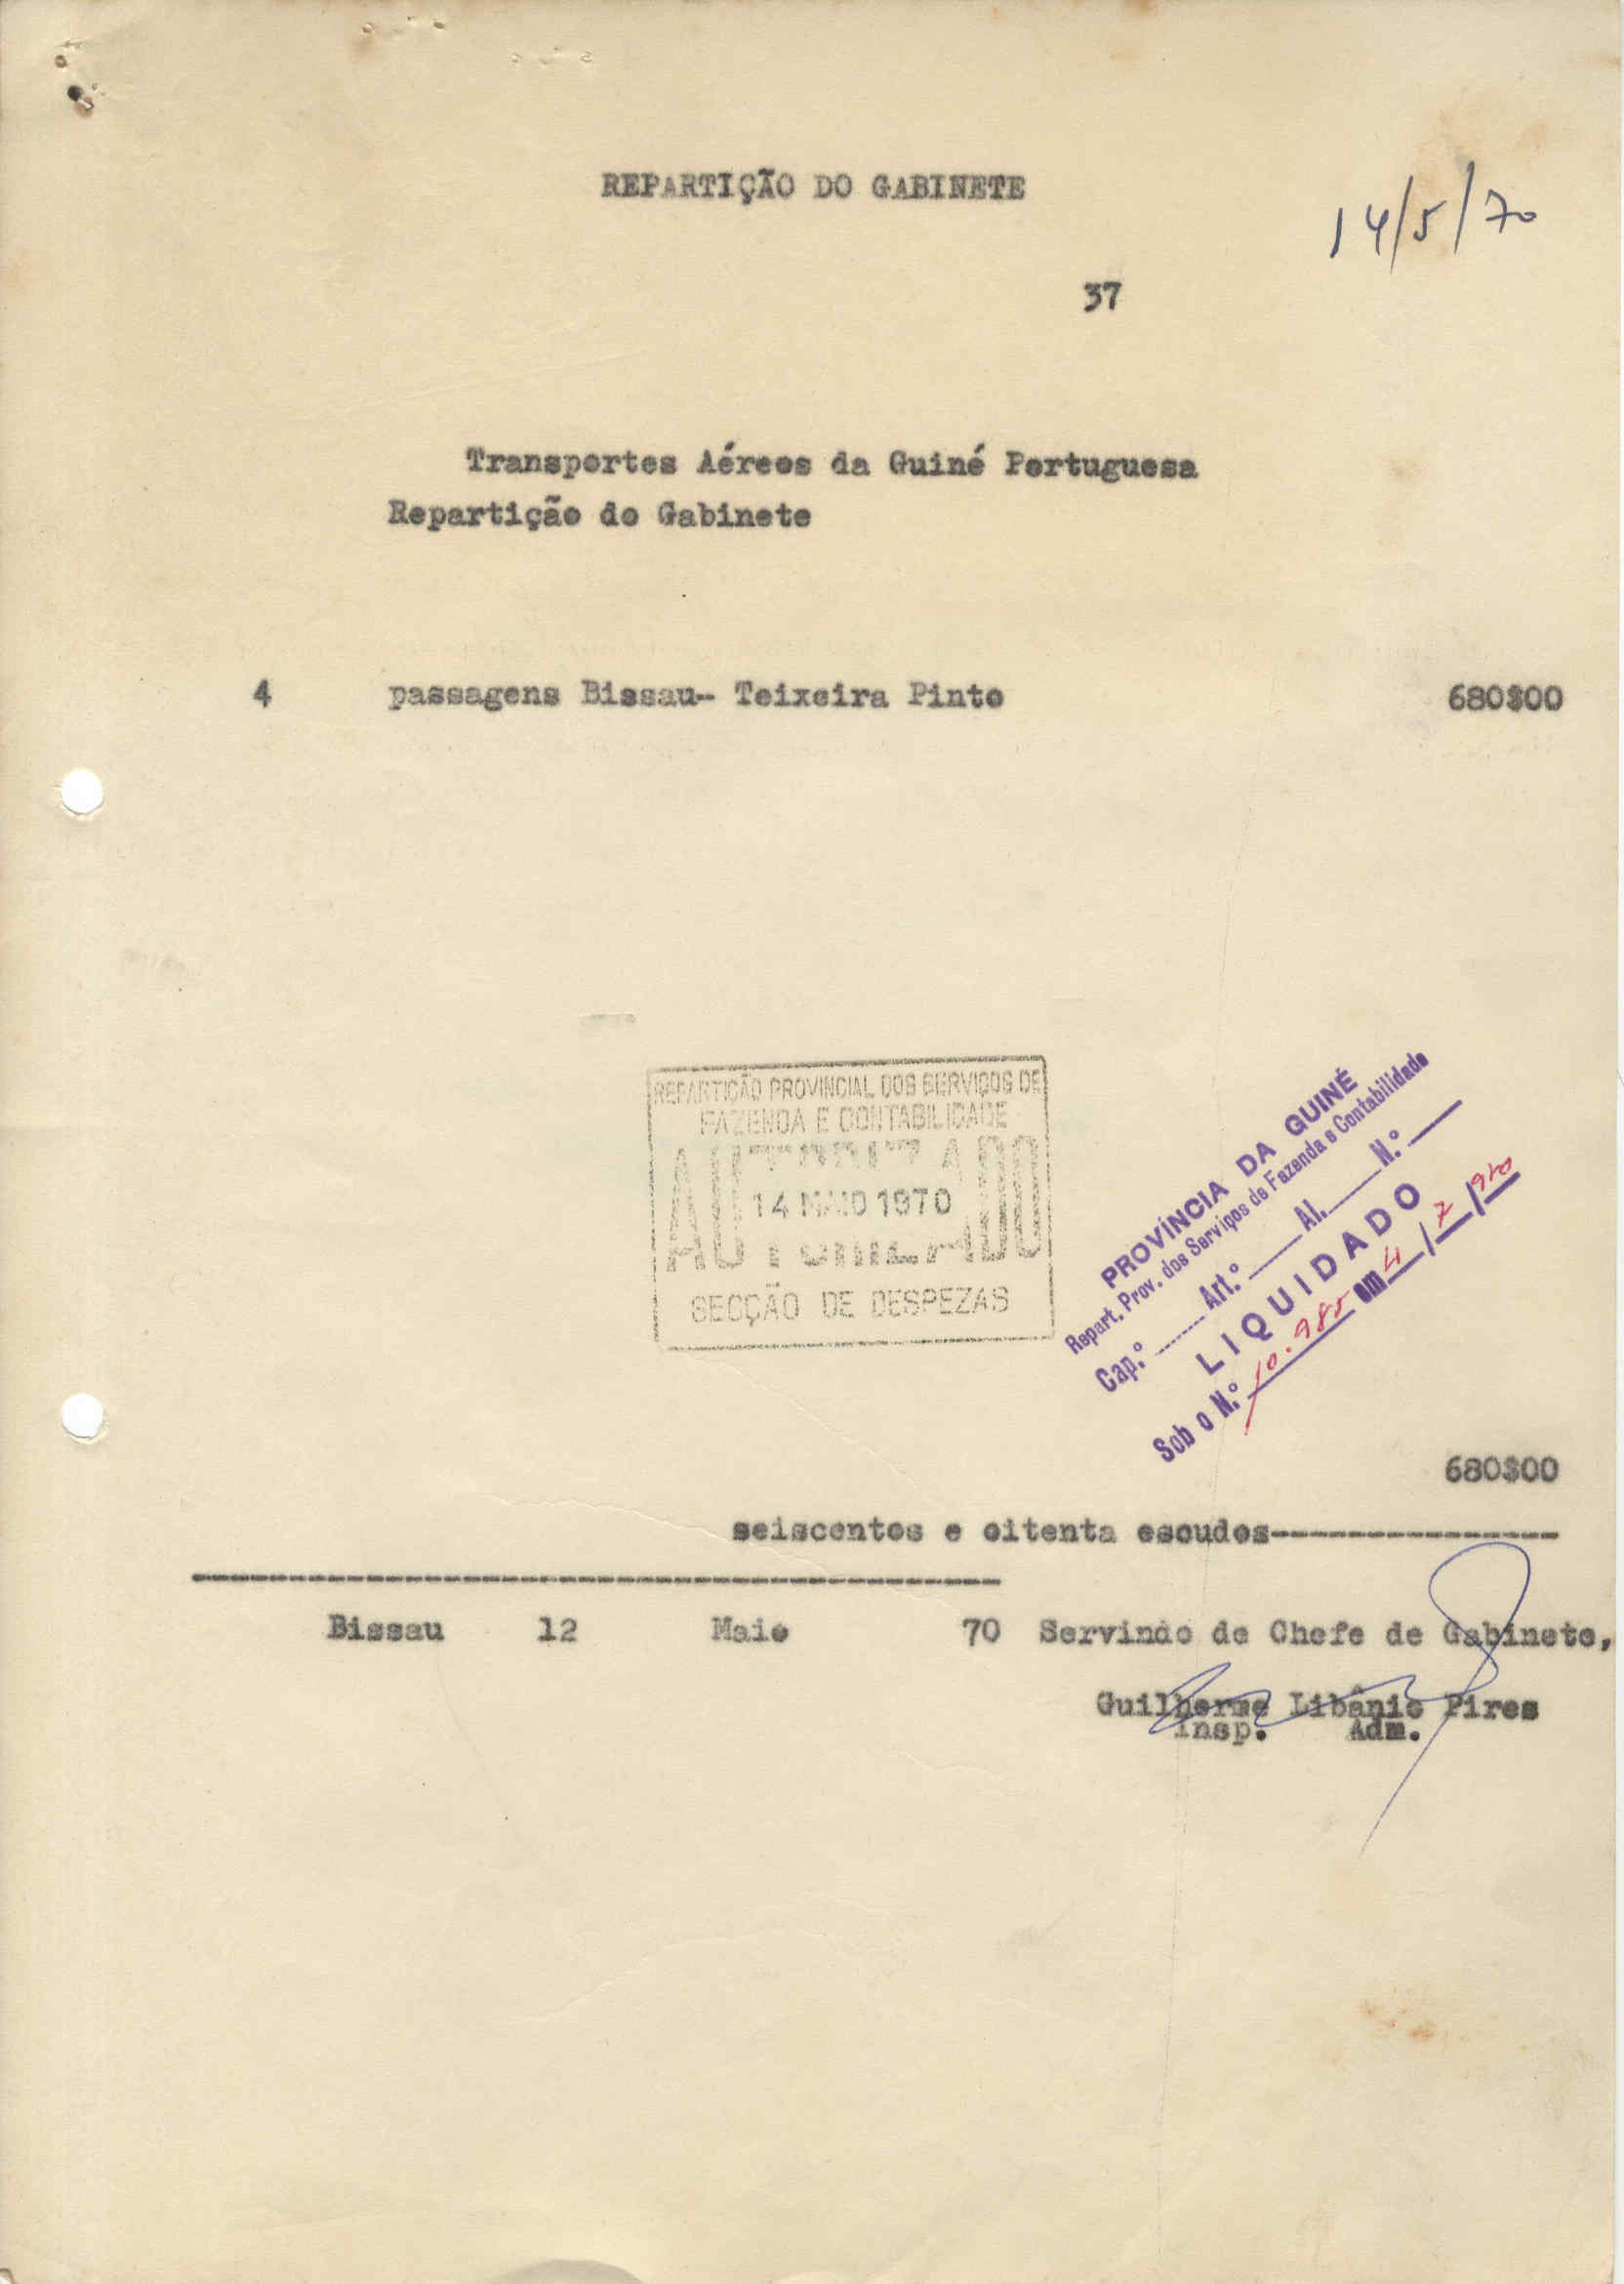 REPARTIÇÃO DO GABINETE
14/5/70
37
Transportes Aéreos da Guiné Portuguesa
Repartição do Gabinete
4 passagens Bissau-- Teixeira Pinto 680$00
REPARTIÇÃO PROVINCIAL DOS SERVIÇOS DE
FAZENDA E CONTABILIDADE
AUTORIZADO
14 MAIO 1970
SECÇÃO DE DESPEZAS
PROVÍNCIA DA GUINÉ
Repart. Prov. dos Serviços de Fazenda e Contabilidade
Cap.º Art.º Al. N.º
LIQUIDADO
Sob o N.º 10.985 em 4/7/970
680$00
seiscentos e oitenta escudos---------------
Bissau 12 Maio 70 Servindo de Chefe de Gabinete,
Guilherme Libânio Pires
Insp. Adm.